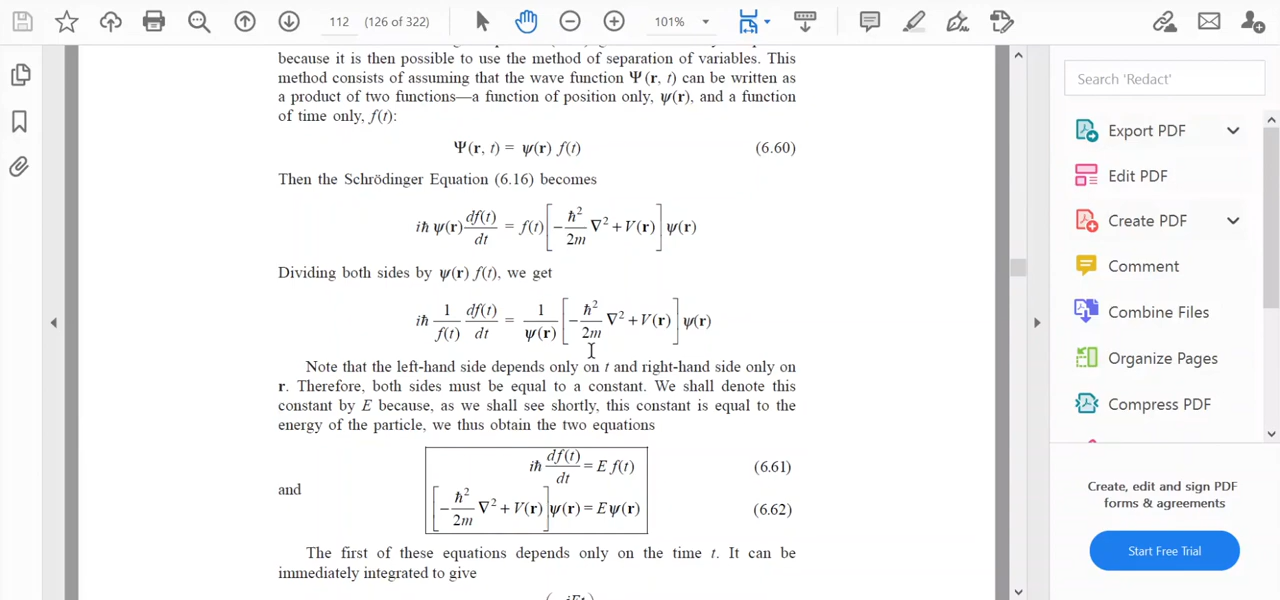 112 (126 of 322) 101%
because it is then possible to use the method of separation of variables. This
method consists of assuming that the wave function Ψ(r, t) can be written as
a product of two functions—a function of position only, ψ(r), and a function
of time only, f(t):
Ψ(r, t) = ψ(r) f(t) (6.60)
Then the Schrödinger Equation (6.16) becomes
iħ ψ(r) df(t)/dt = f(t)[−ħ²/2m ∇² + V(r)]ψ(r)
Dividing both sides by ψ(r) f(t), we get
iħ 1/f(t) df(t)/dt = 1/ψ(r) [−ħ²/2m ∇² + V(r)]ψ(r)
Note that the left-hand side depends only on t and right-hand side only on
r. Therefore, both sides must be equal to a constant. We shall denote this
constant by E because, as we shall see shortly, this constant is equal to the
energy of the particle, we thus obtain the two equations
iħ df(t)/dt = E f(t) (6.61)
and
[−ħ²/2m ∇² + V(r)]ψ(r) = Eψ(r) (6.62)
The first of these equations depends only on the time t. It can be
immediately integrated to give
Search 'Redact'
Export PDF
Edit PDF
Create PDF
Comment
Combine Files
Organize Pages
Compress PDF
Create, edit and sign PDF
forms & agreements
Start Free Trial